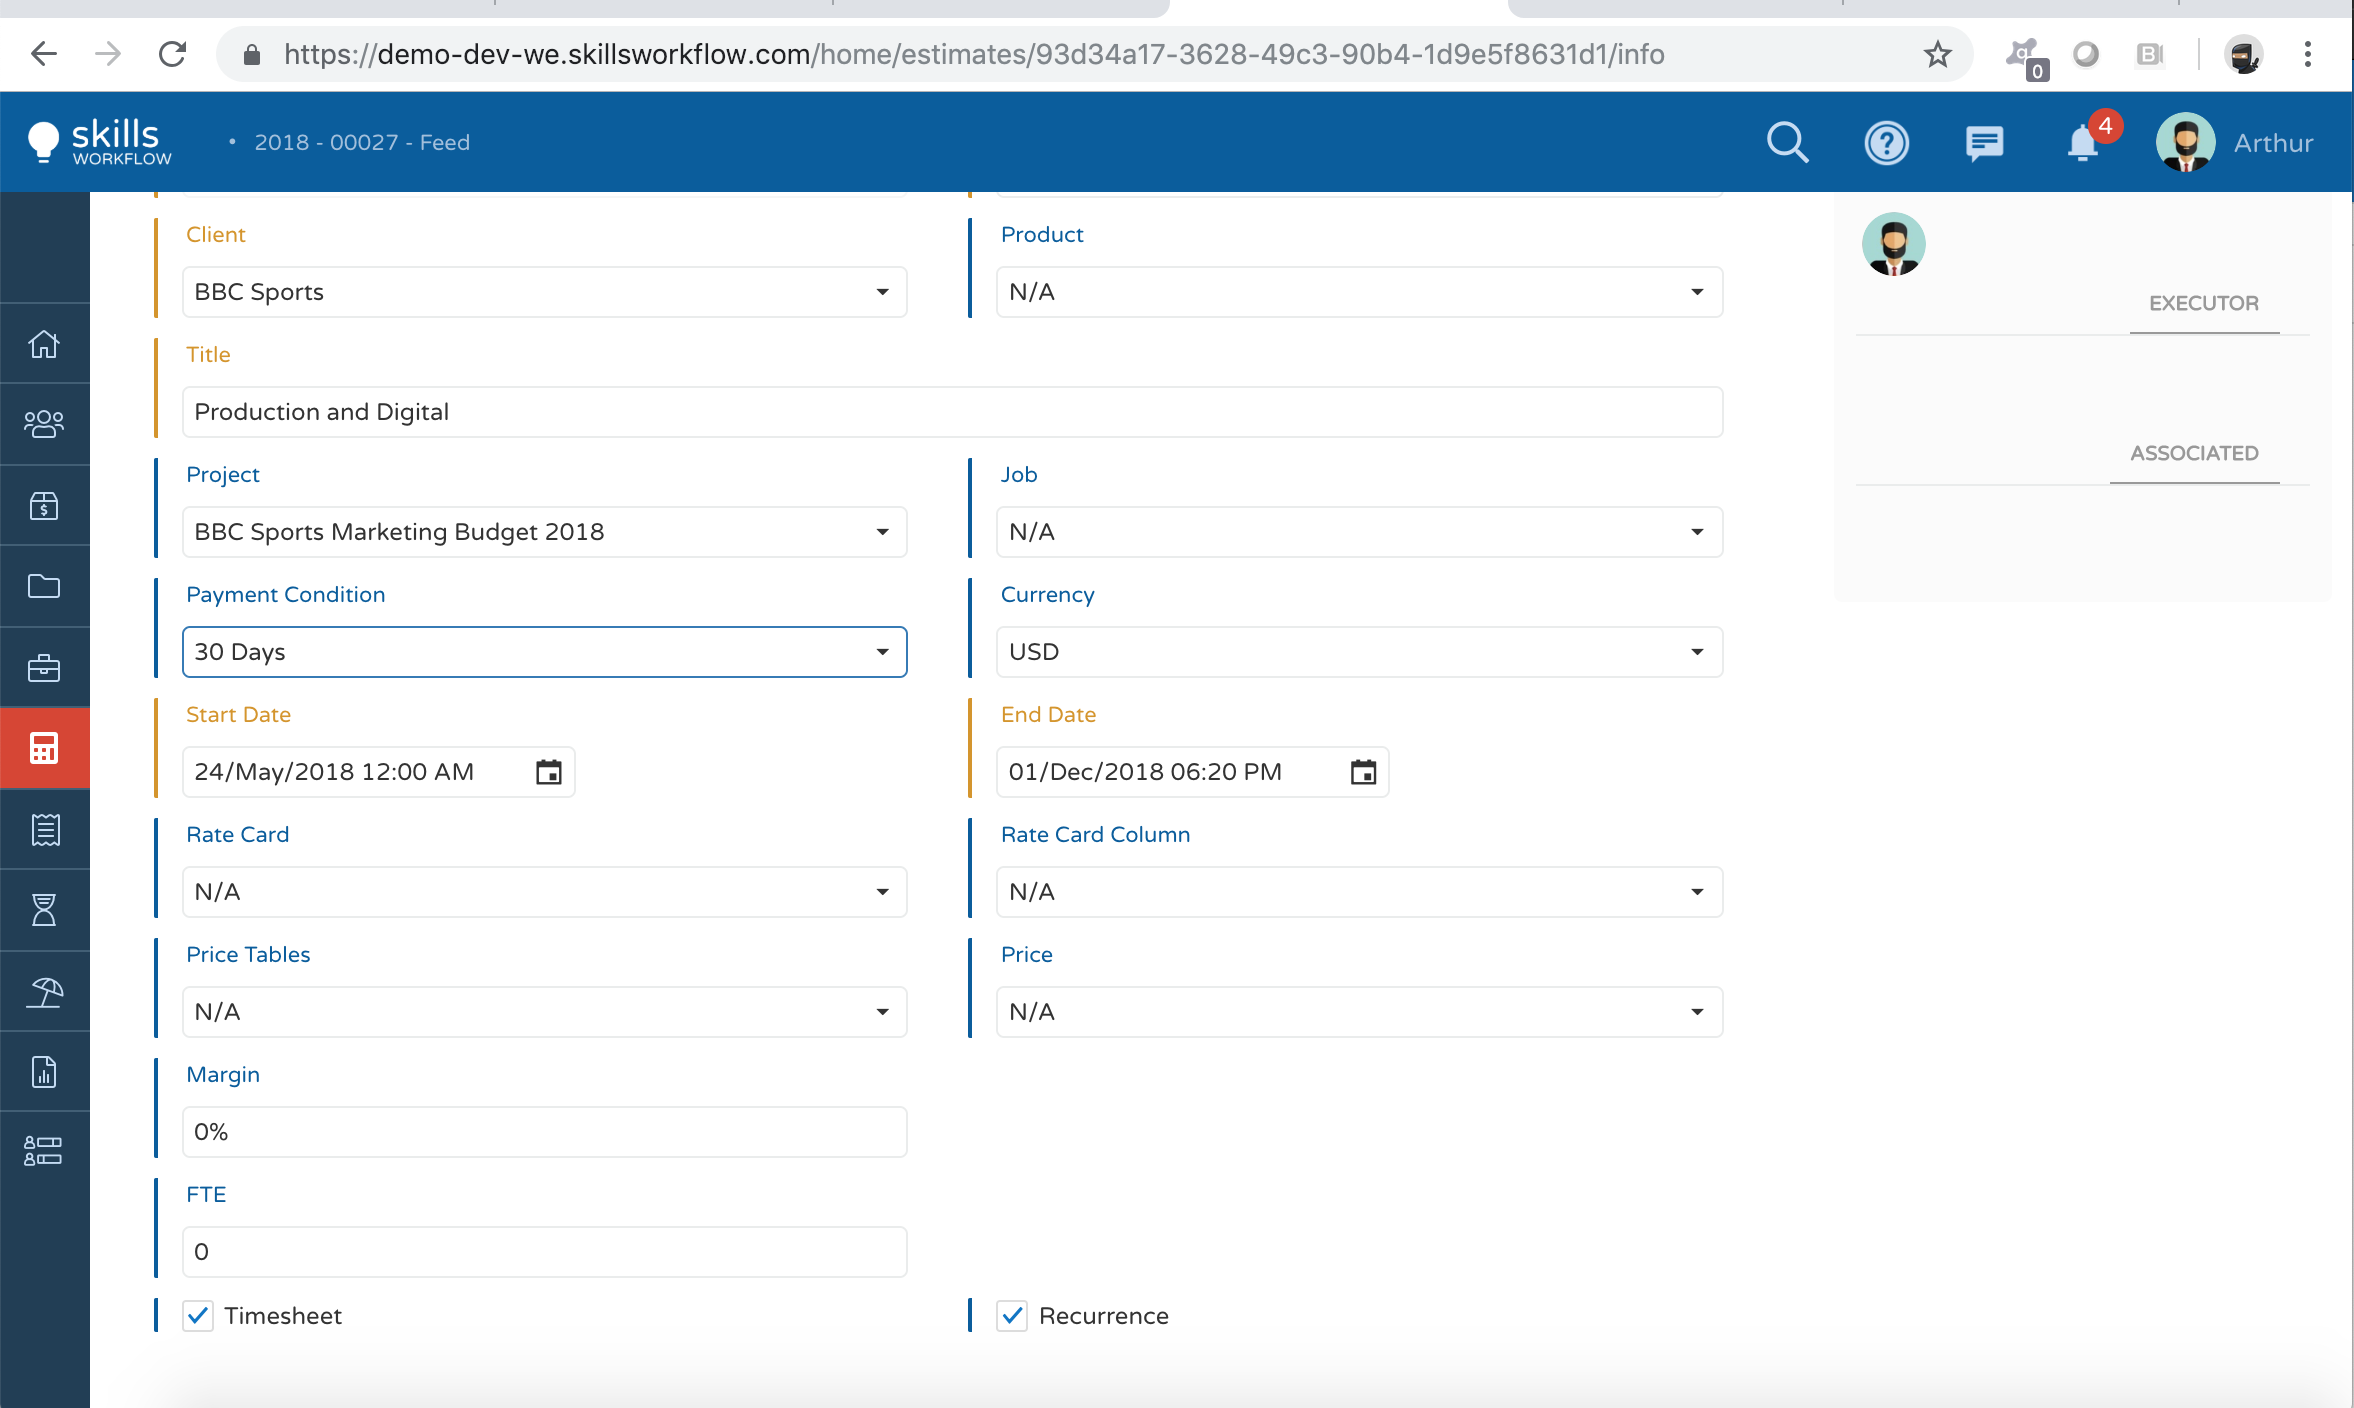 https://demo-dev-we.skillsworkflow.com/home/estimates/93d34a17-3628-49c3-90b4-1d9e5f8631d1/info
0
B
skills
WORKFLOW
• 2018 - 00027 - Feed
?
4
Arthur
Client
Product
BBC Sports
N/A
EXECUTOR
Title
Production and Digital
ASSOCIATED
Project
Job
BBC Sports Marketing Budget 2018
N/A
Payment Condition
Currency
30 Days
USD
Start Date
End Date
24/May/2018 12:00 AM
01/Dec/2018 06:20 PM
Rate Card
Rate Card Column
N/A
N/A
Price Tables
Price
N/A
N/A
Margin
0%
FTE
0
Timesheet
Recurrence